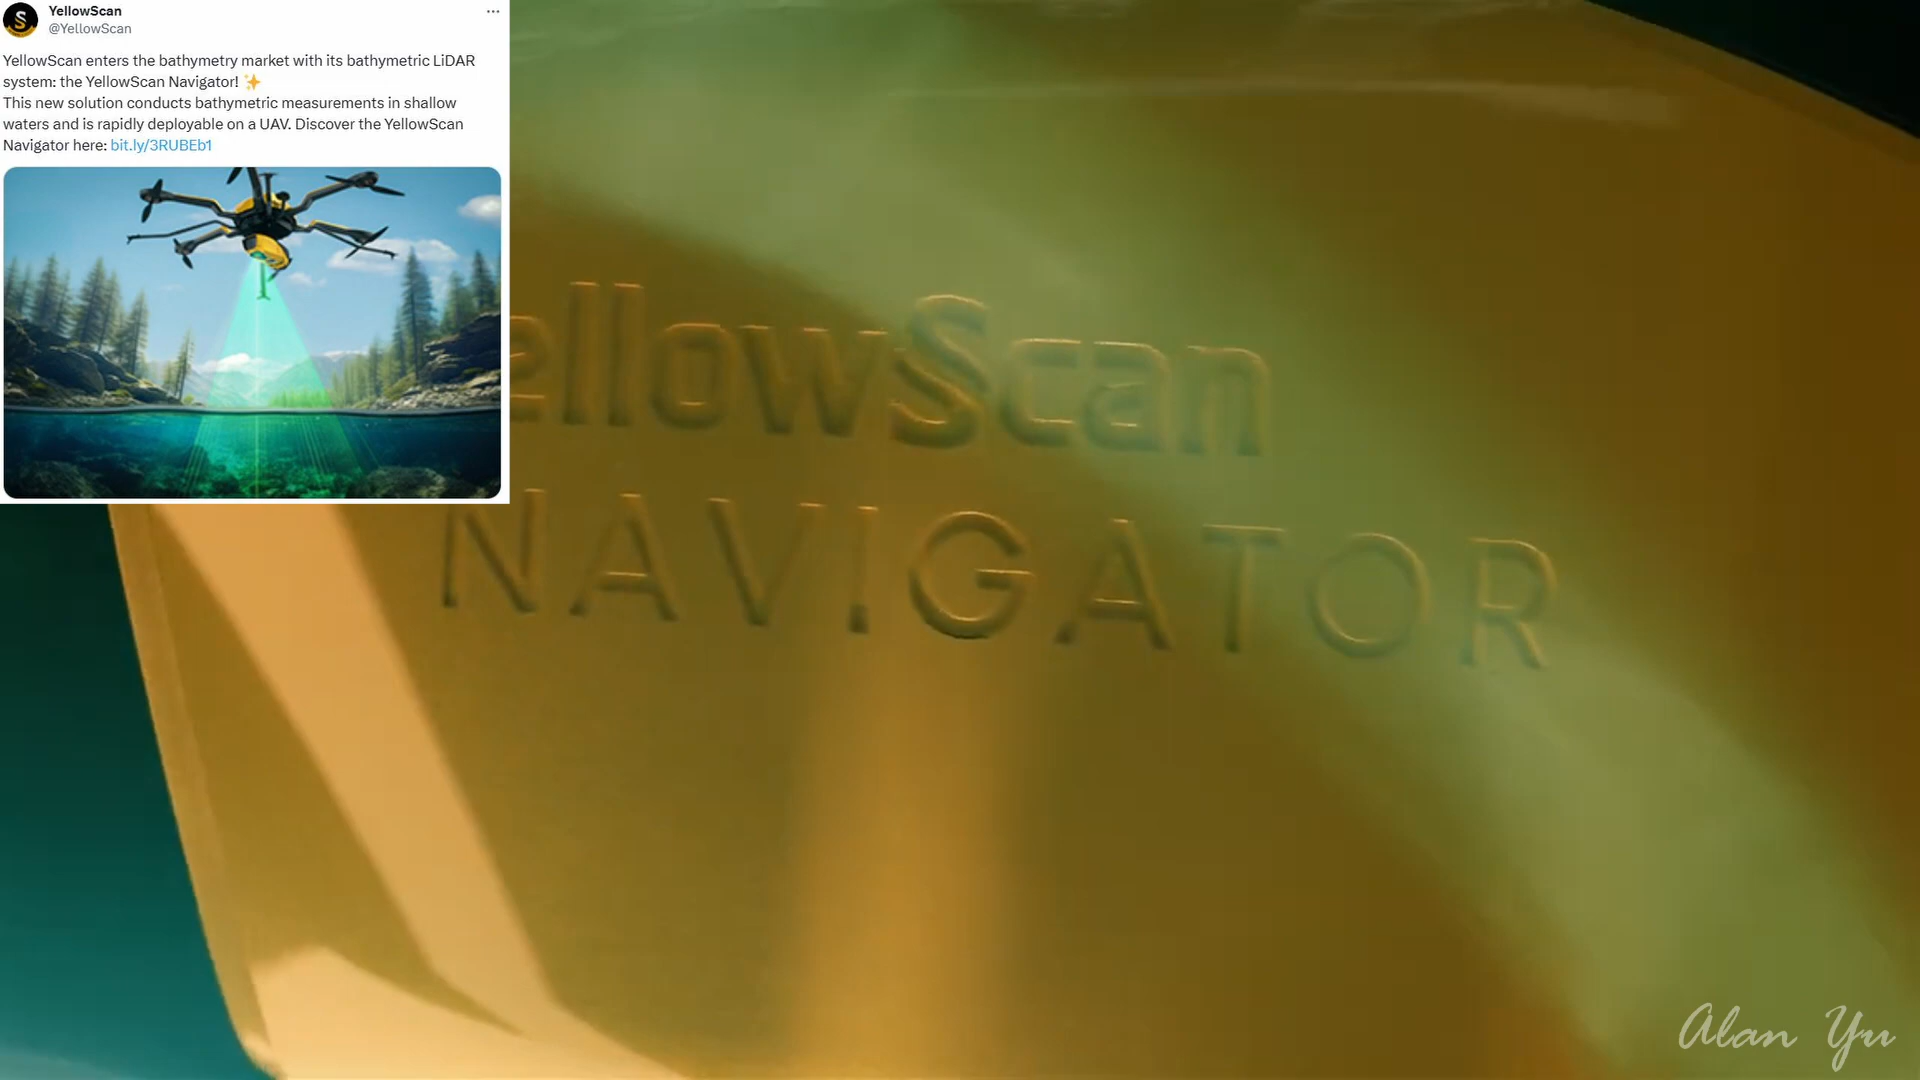 YellowScan
@YellowScan
YellowScan enters the bathymetry market with its bathymetric LiDAR
system: the YellowScan Navigator! ✨
This new solution conducts bathymetric measurements in shallow
waters and is rapidly deployable on a UAV. Discover the YellowScan
Navigator here: bit.ly/3RUBEb1
ellowScan
NAVIGATOR
Alan Yu